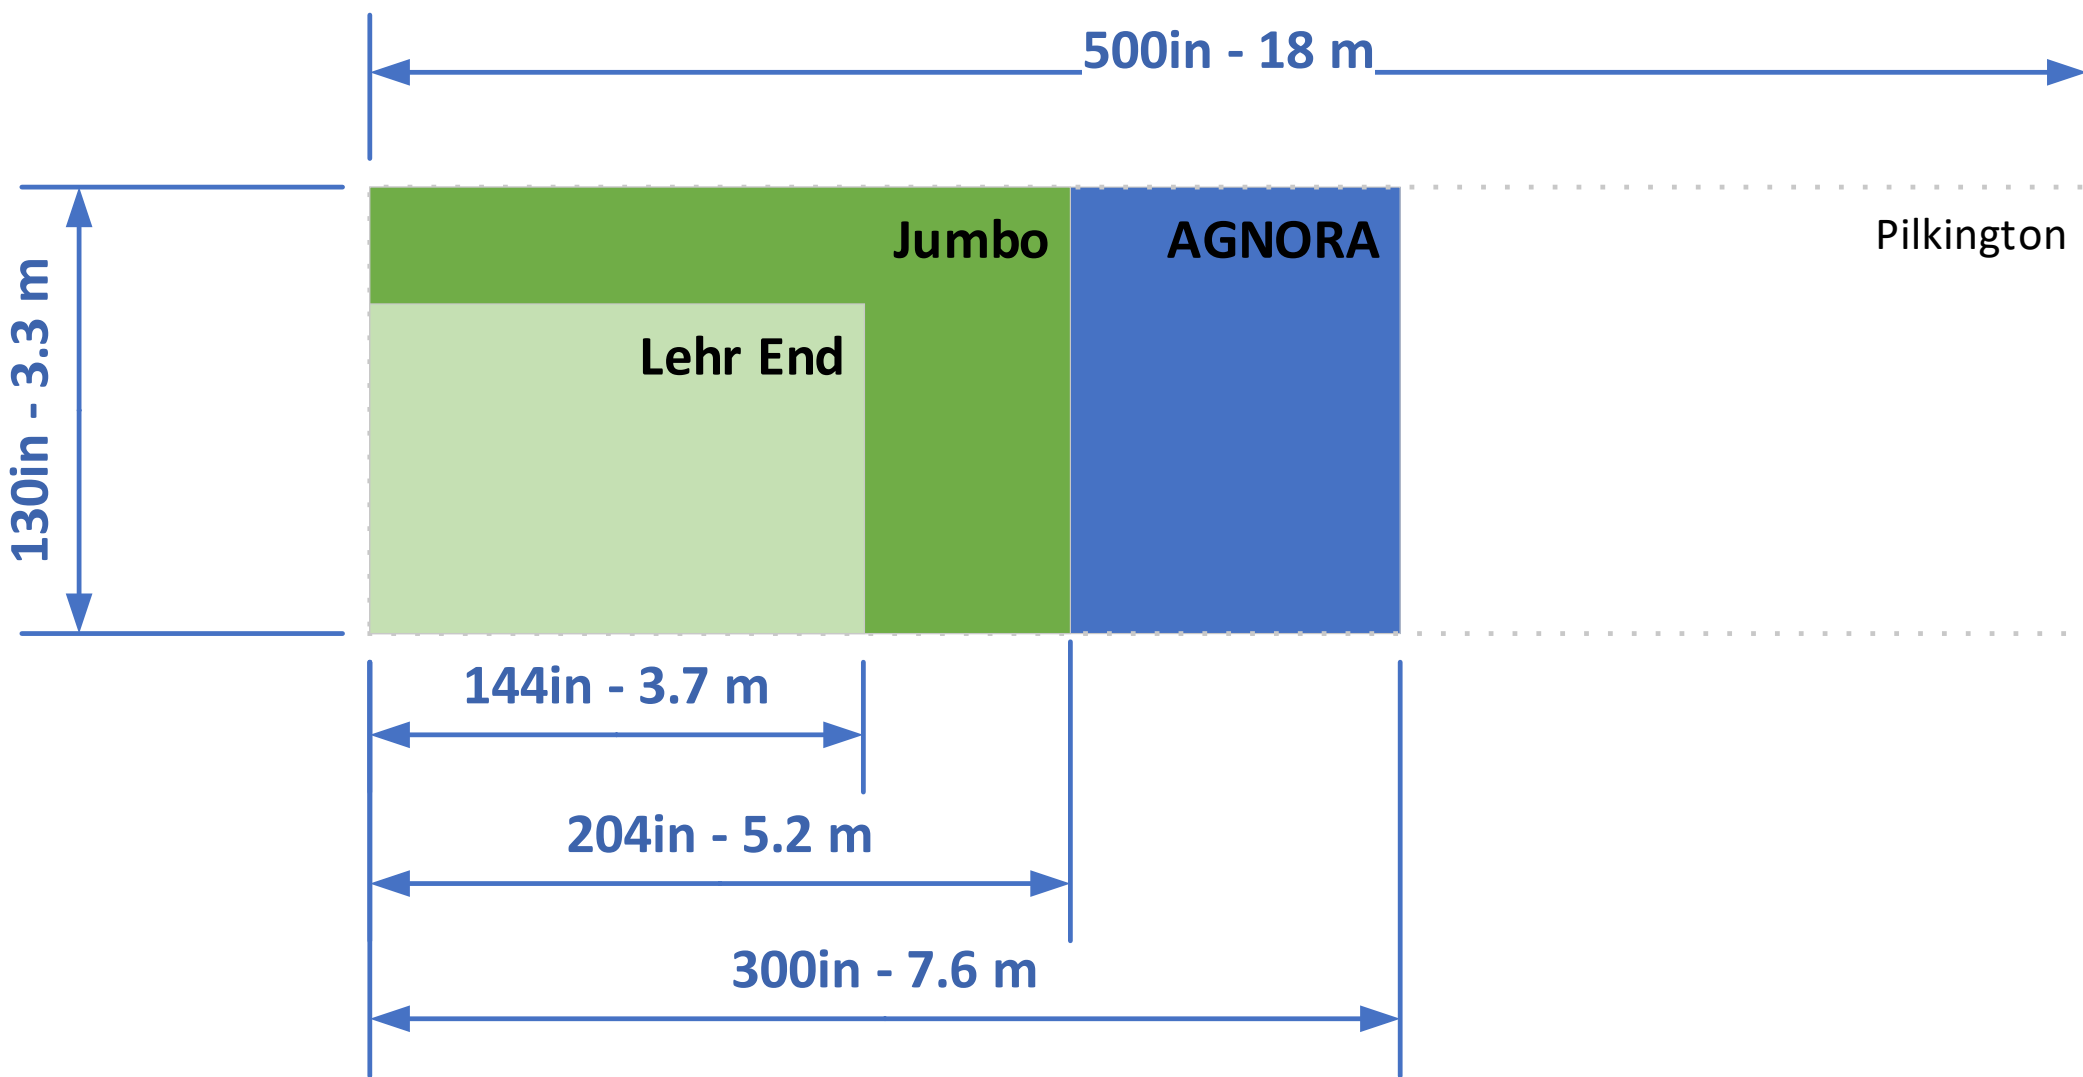 500in - 18 m
Jumbo
AGNORA
Pilkington
Lehr End
130in - 3.3 m
144in - 3.7 m
204in - 5.2 m
300in - 7.6 m